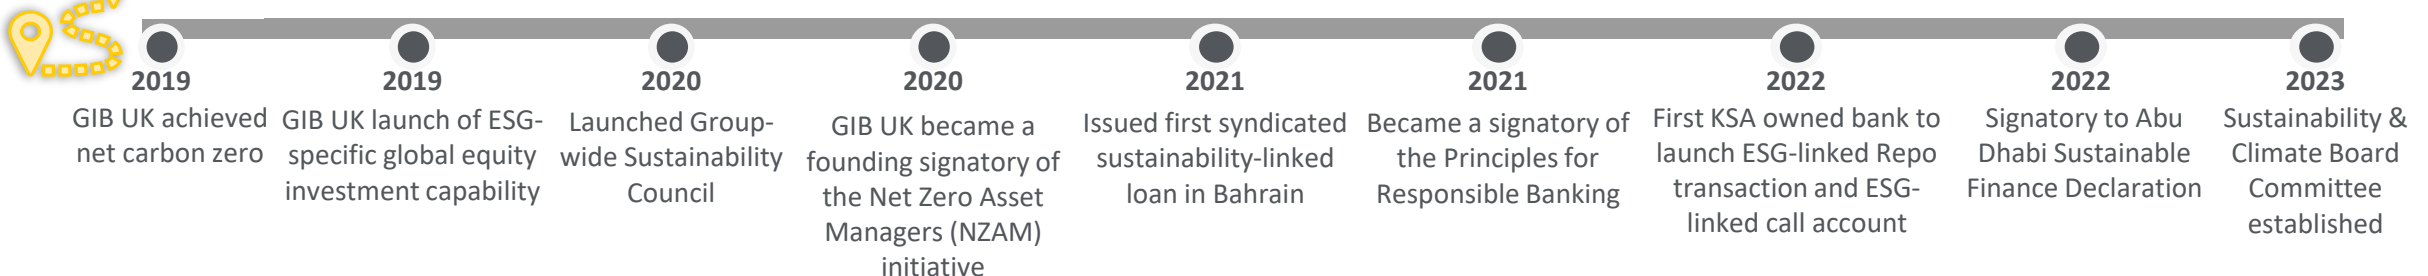 2019
GIB UK achieved
net carbon zero
2019
GIB UK launch of ESG-
specific global equity
investment capability
2020
Launched Group-
wide Sustainability
Council
2020
GIB UK became a
founding signatory of
the Net Zero Asset
Managers (NZAM)
initiative
2021
Issued first syndicated
sustainability-linked
loan in Bahrain
2021
Became a signatory of
the Principles for
Responsible Banking
2022
First KSA owned bank to
launch ESG-linked Repo
transaction and ESG-
linked call account
2022
Signatory to Abu
Dhabi Sustainable
Finance Declaration
2023
Sustainability &
Climate Board
Committee
established